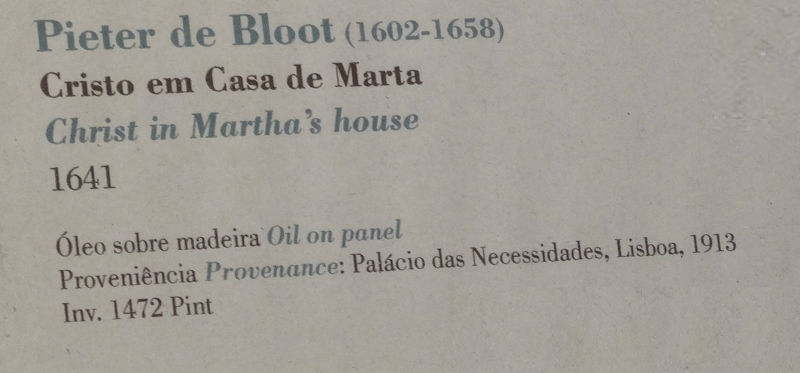 Pieter de Bloot (1602-1658)
Cristo em Casa de Marta
Christ in Martha's house
1641
Óleo sobre madeira Oil on panel
Proveniência Provenance: Palácio das Necessidades, Lisboa, 1913
Inv. 1472 Pint